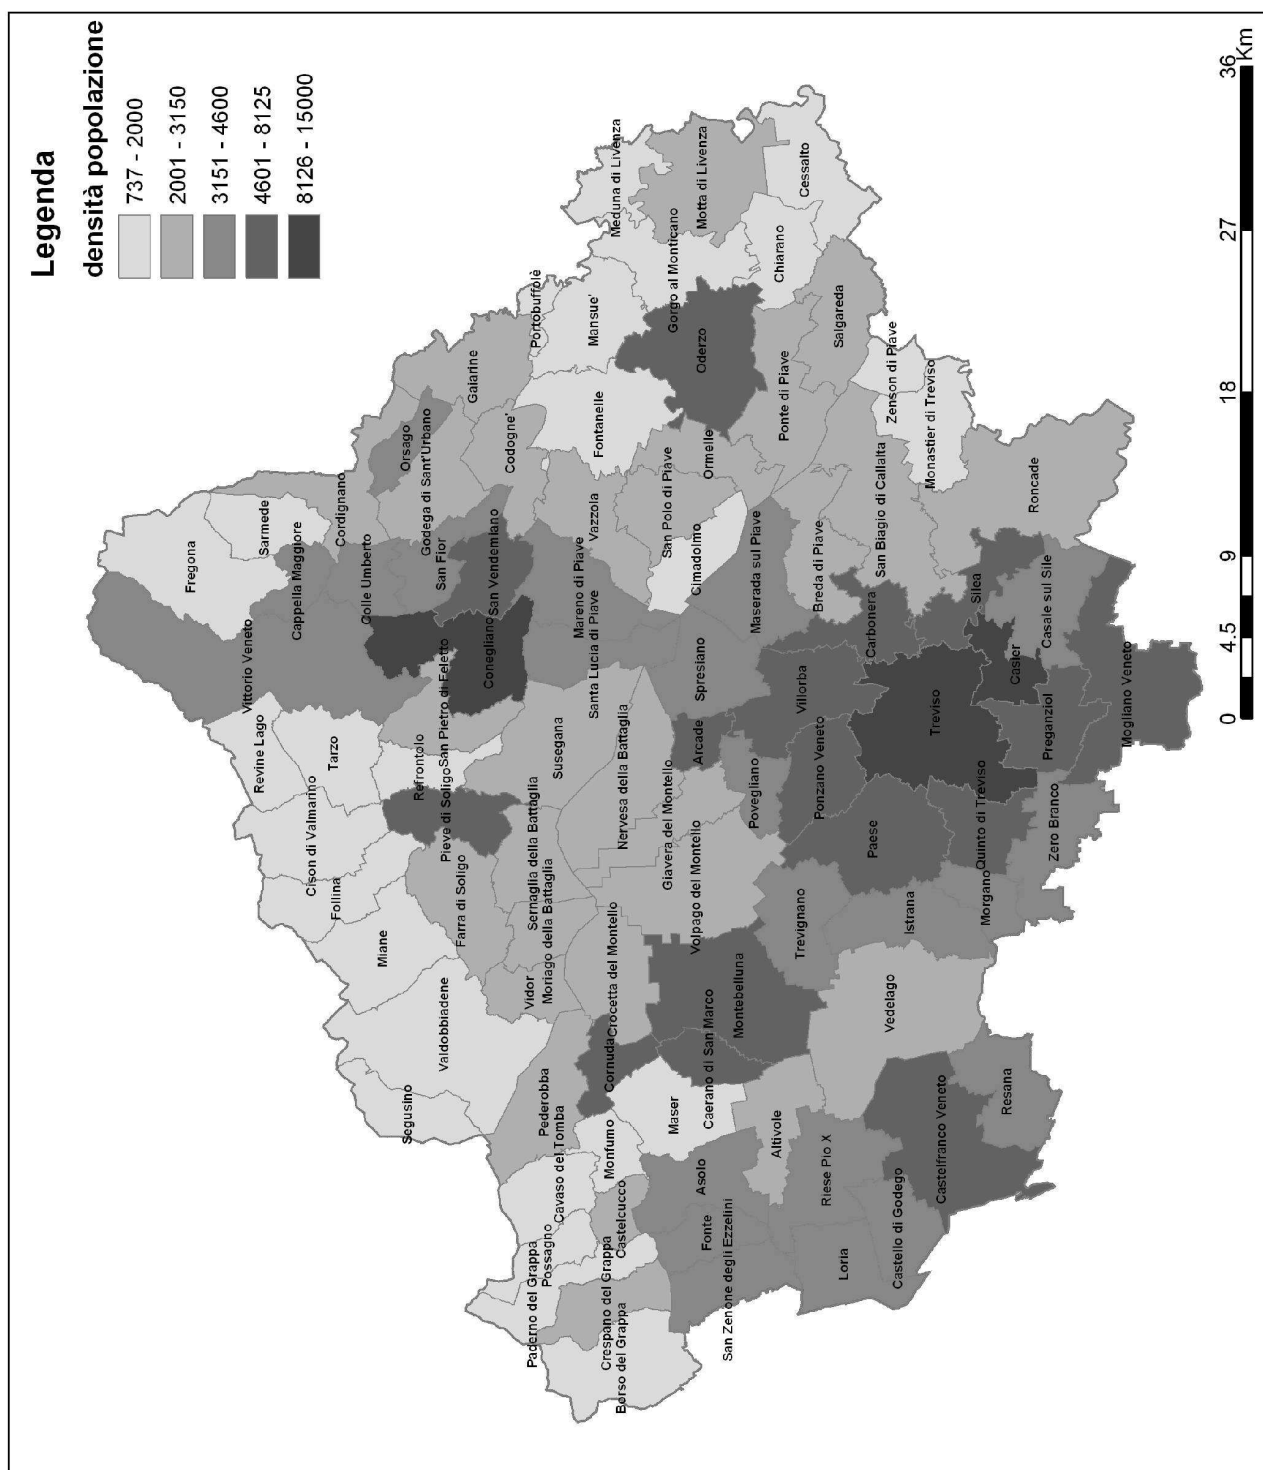 Legenda
densità popolazione
737 - 2000
2001 - 3150
3151 - 4600
4601 - 8125
8126 - 15000
Fregona
Sarmede
Vittorio Veneto
Cappella Maggiore
Cordignano
Colle Umberto
Orsago
Godega di Sant'Urbano
San Fior
Gaiarine
Codogne'
San Vendemiano
Conegliano
San Pietro di Feletto
Revine Lago
Tarzo
Cison di Valmarino
Follina
Miane
Refrontolo
Pieve di Soligo
Farra di Soligo
Valdobbiadene
Segusino
Susegana
Sernaglia della Battaglia
Moriago della Battaglia
Vidor
Santa Lucia di Piave
Mareno di Piave
Vazzola
Fontanelle
Mansue'
Portobuffolè
Meduna di Livenza
Motta di Livenza
Gorgo al Monticano
Oderzo
Cessalto
Chiarano
Salgareda
Ponte di Piave
Ormelle
San Polo di Piave
Cimadolmo
Maserada sul Piave
Spresiano
Nervesa della Battaglia
Giavera del Montello
Volpago del Montello
Crocetta del Montello
Cornuda
Pederobba
Cavaso del Tomba
Possagno
Paderno del Grappa
Crespano del Grappa
Borso del Grappa
Castelcucco
Monfumo
Maser
Asolo
Fonte
San Zenone degli Ezzelini
Caerano di San Marco
Montebelluna
Arcade
Povegliano
Villorba
Ponzano Veneto
Trevignano
Altivole
Riese Pio X
Loria
Castello di Godego
Castelfranco Veneto
Resana
Vedelago
Istrana
Paese
Morgano
Quinto di Treviso
Zero Branco
Treviso
Carbonera
Breda di Piave
San Biagio di Callalta
Zenson di Piave
Monastier di Treviso
Roncade
Silea
Casale sul Sile
Casier
Preganziol
Mogliano Veneto
0
4.5
9
18
27
36
Km